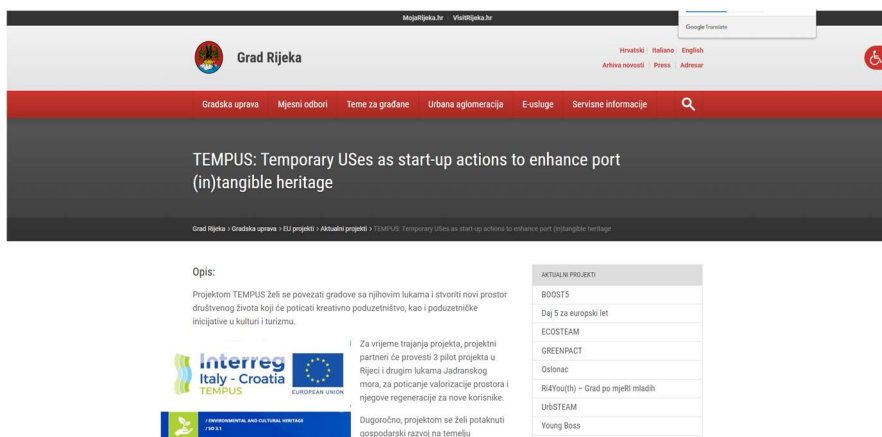 MojaRijeka.hr VisitRijeka.hr
Google Translate
Grad Rijeka
Hrvatski | Italiano | English
Arhiva novosti | Press | Adresar
Gradska uprava Mjesni odbori Teme za građane Urbana aglomeracija E-usluge Servisne informacije
TEMPUS: Temporary USes as start-up actions to enhance port
(in)tangible heritage
Grad Rijeka > Gradska uprava > EU projekti > Aktualni projekti > TEMPUS: Temporary USes as start-up actions to enhance port (in)tangible heritage
Opis:
Projektom TEMPUS želi se povezati gradove sa njihovim lukama i stvoriti novi prostor
društvenog života koji će poticati kreativno poduzetništvo, kao i poduzetničke
inicijative u kulturi i turizmu.
Interreg
Italy - Croatia
TEMPUS
EUROPEAN UNION
/ ENVIRONMENTAL AND CULTURAL HERITAGE
/ SO 3.1
Za vrijeme trajanja projekta, projektni
partneri će provesti 3 pilot projekta u
Rijeci i drugim lukama Jadranskog
mora, za poticanje valorizacije prostora i
njegove regeneracije za nove korisnike.
Dugoročno, projektom se želi potaknuti
gospodarski razvoj na temelju
AKTUALNI PROJEKTI
BOOST5
Daj 5 za europski let
ECOSTEAM
GREENPACT
Oslonac
Ri4You(th) – Grad po mjeRI mladih
UrbSTEAM
Young Boss